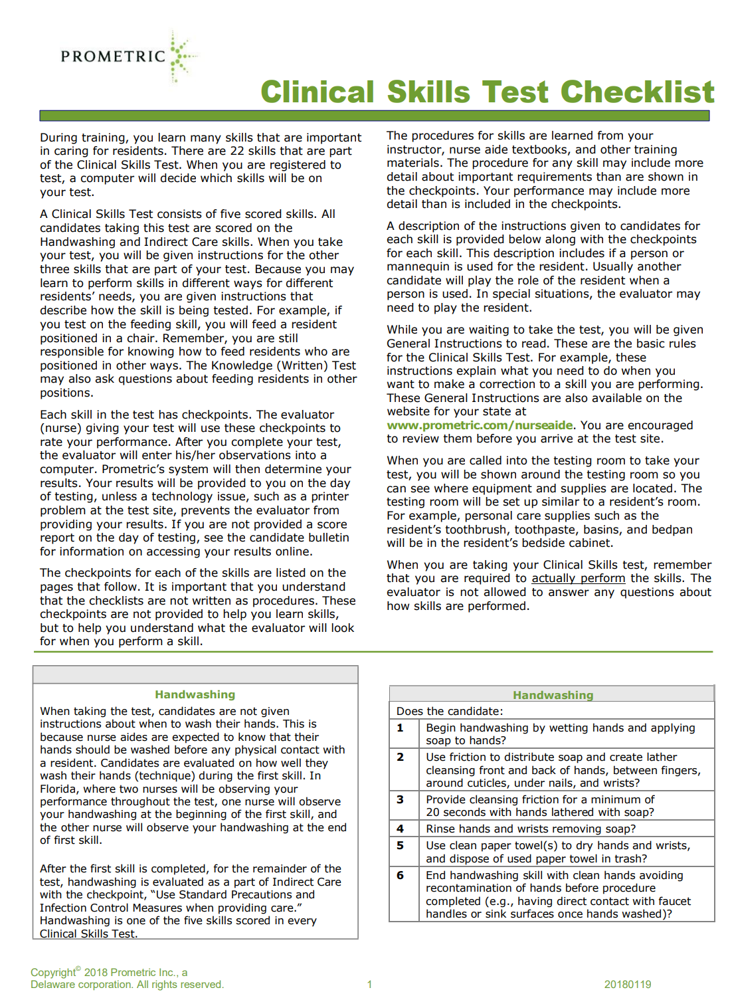 PROMETRIC
Clinical Skills Test Checklist
During training, you learn many skills that are important
in caring for residents. There are 22 skills that are part
of the Clinical Skills Test. When you are registered to
test, a computer will decide which skills will be on
your test.
A Clinical Skills Test consists of five scored skills. All
candidates taking this test are scored on the
Handwashing and Indirect Care skills. When you take
your test, you will be given instructions for the other
three skills that are part of your test. Because you may
learn to perform skills in different ways for different
residents’ needs, you are given instructions that
describe how the skill is being tested. For example, if
you test on the feeding skill, you will feed a resident
positioned in a chair. Remember, you are still
responsible for knowing how to feed residents who are
positioned in other ways. The Knowledge (Written) Test
may also ask questions about feeding residents in other
positions.
Each skill in the test has checkpoints. The evaluator
(nurse) giving your test will use these checkpoints to
rate your performance. After you complete your test,
the evaluator will enter his/her observations into a
computer. Prometric’s system will then determine your
results. Your results will be provided to you on the day
of testing, unless a technology issue, such as a printer
problem at the test site, prevents the evaluator from
providing your results. If you are not provided a score
report on the day of testing, see the candidate bulletin
for information on accessing your results online.
The checkpoints for each of the skills are listed on the
pages that follow. It is important that you understand
that the checklists are not written as procedures. These
checkpoints are not provided to help you learn skills,
but to help you understand what the evaluator will look
for when you perform a skill.
The procedures for skills are learned from your
instructor, nurse aide textbooks, and other training
materials. The procedure for any skill may include more
detail about important requirements than are shown in
the checkpoints. Your performance may include more
detail than is included in the checkpoints.
A description of the instructions given to candidates for
each skill is provided below along with the checkpoints
for each skill. This description includes if a person or
mannequin is used for the resident. Usually another
candidate will play the role of the resident when a
person is used. In special situations, the evaluator may
need to play the resident.
While you are waiting to take the test, you will be given
General Instructions to read. These are the basic rules
for the Clinical Skills Test. For example, these
instructions explain what you need to do when you
want to make a correction to a skill you are performing.
These General Instructions are also available on the
website for your state at
www.prometric.com/nurseaide. You are encouraged
to review them before you arrive at the test site.
When you are called into the testing room to take your
test, you will be shown around the testing room so you
can see where equipment and supplies are located. The
testing room will be set up similar to a resident’s room.
For example, personal care supplies such as the
resident’s toothbrush, toothpaste, basins, and bedpan
will be in the resident’s bedside cabinet.
When you are taking your Clinical Skills test, remember
that you are required to actually perform the skills. The
evaluator is not allowed to answer any questions about
how skills are performed.
Handwashing
When taking the test, candidates are not given
instructions about when to wash their hands. This is
because nurse aides are expected to know that their
hands should be washed before any physical contact with
a resident. Candidates are evaluated on how well they
wash their hands (technique) during the first skill. In
Florida, where two nurses will be observing your
performance throughout the test, one nurse will observe
your handwashing at the beginning of the first skill, and
the other nurse will observe your handwashing at the end
of first skill.
After the first skill is completed, for the remainder of the
test, handwashing is evaluated as a part of Indirect Care
with the checkpoint, “Use Standard Precautions and
Infection Control Measures when providing care.”
Handwashing is one of the five skills scored in every
Clinical Skills Test.
Handwashing
Does the candidate:
1 Begin handwashing by wetting hands and applying
soap to hands?
2 Use friction to distribute soap and create lather
cleansing front and back of hands, between fingers,
around cuticles, under nails, and wrists?
3 Provide cleansing friction for a minimum of
20 seconds with hands lathered with soap?
4 Rinse hands and wrists removing soap?
5 Use clean paper towel(s) to dry hands and wrists,
and dispose of used paper towel in trash?
6 End handwashing skill with clean hands avoiding
recontamination of hands before procedure
completed (e.g., having direct contact with faucet
handles or sink surfaces once hands washed)?
Copyright© 2018 Prometric Inc., a
Delaware corporation. All rights reserved.
1
20180119